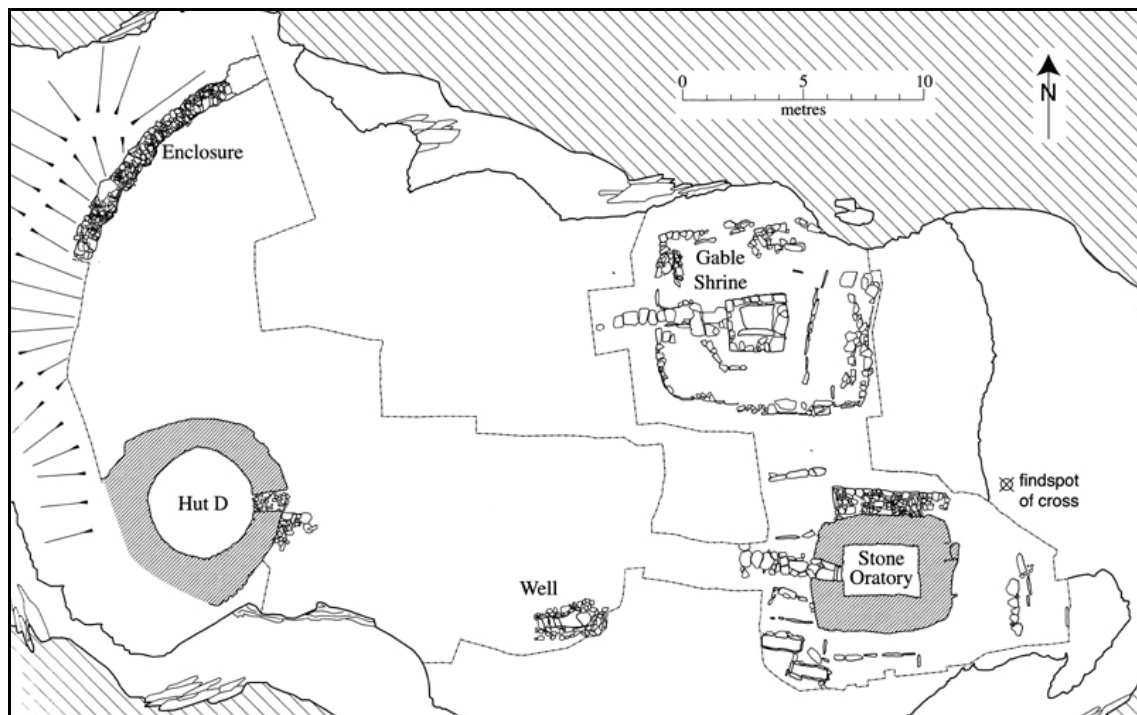 0 5 10
metres
N
Enclosure
Gable
Shrine
Hut D
findspot
of cross
Stone
Oratory
Well